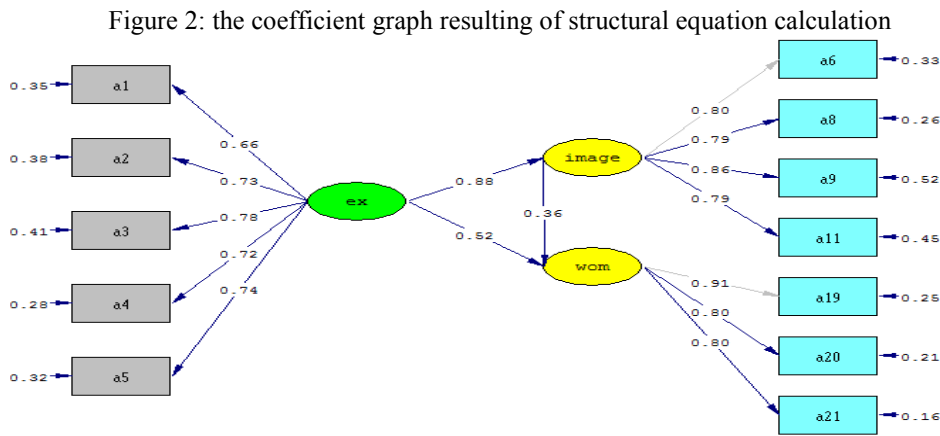 Figure 2: the coefficient graph resulting of structural equation calculation
0.35 a1
0.38 a2
0.41 a3
0.28 a4
0.32 a5
0.66
0.73
0.78
0.72
0.74
ex
0.88
0.52
image
0.36
wom
0.80
0.79
0.86
0.79
0.91
0.80
0.80
a6 0.33
a8 0.26
a9 0.52
a11 0.45
a19 0.25
a20 0.21
a21 0.16